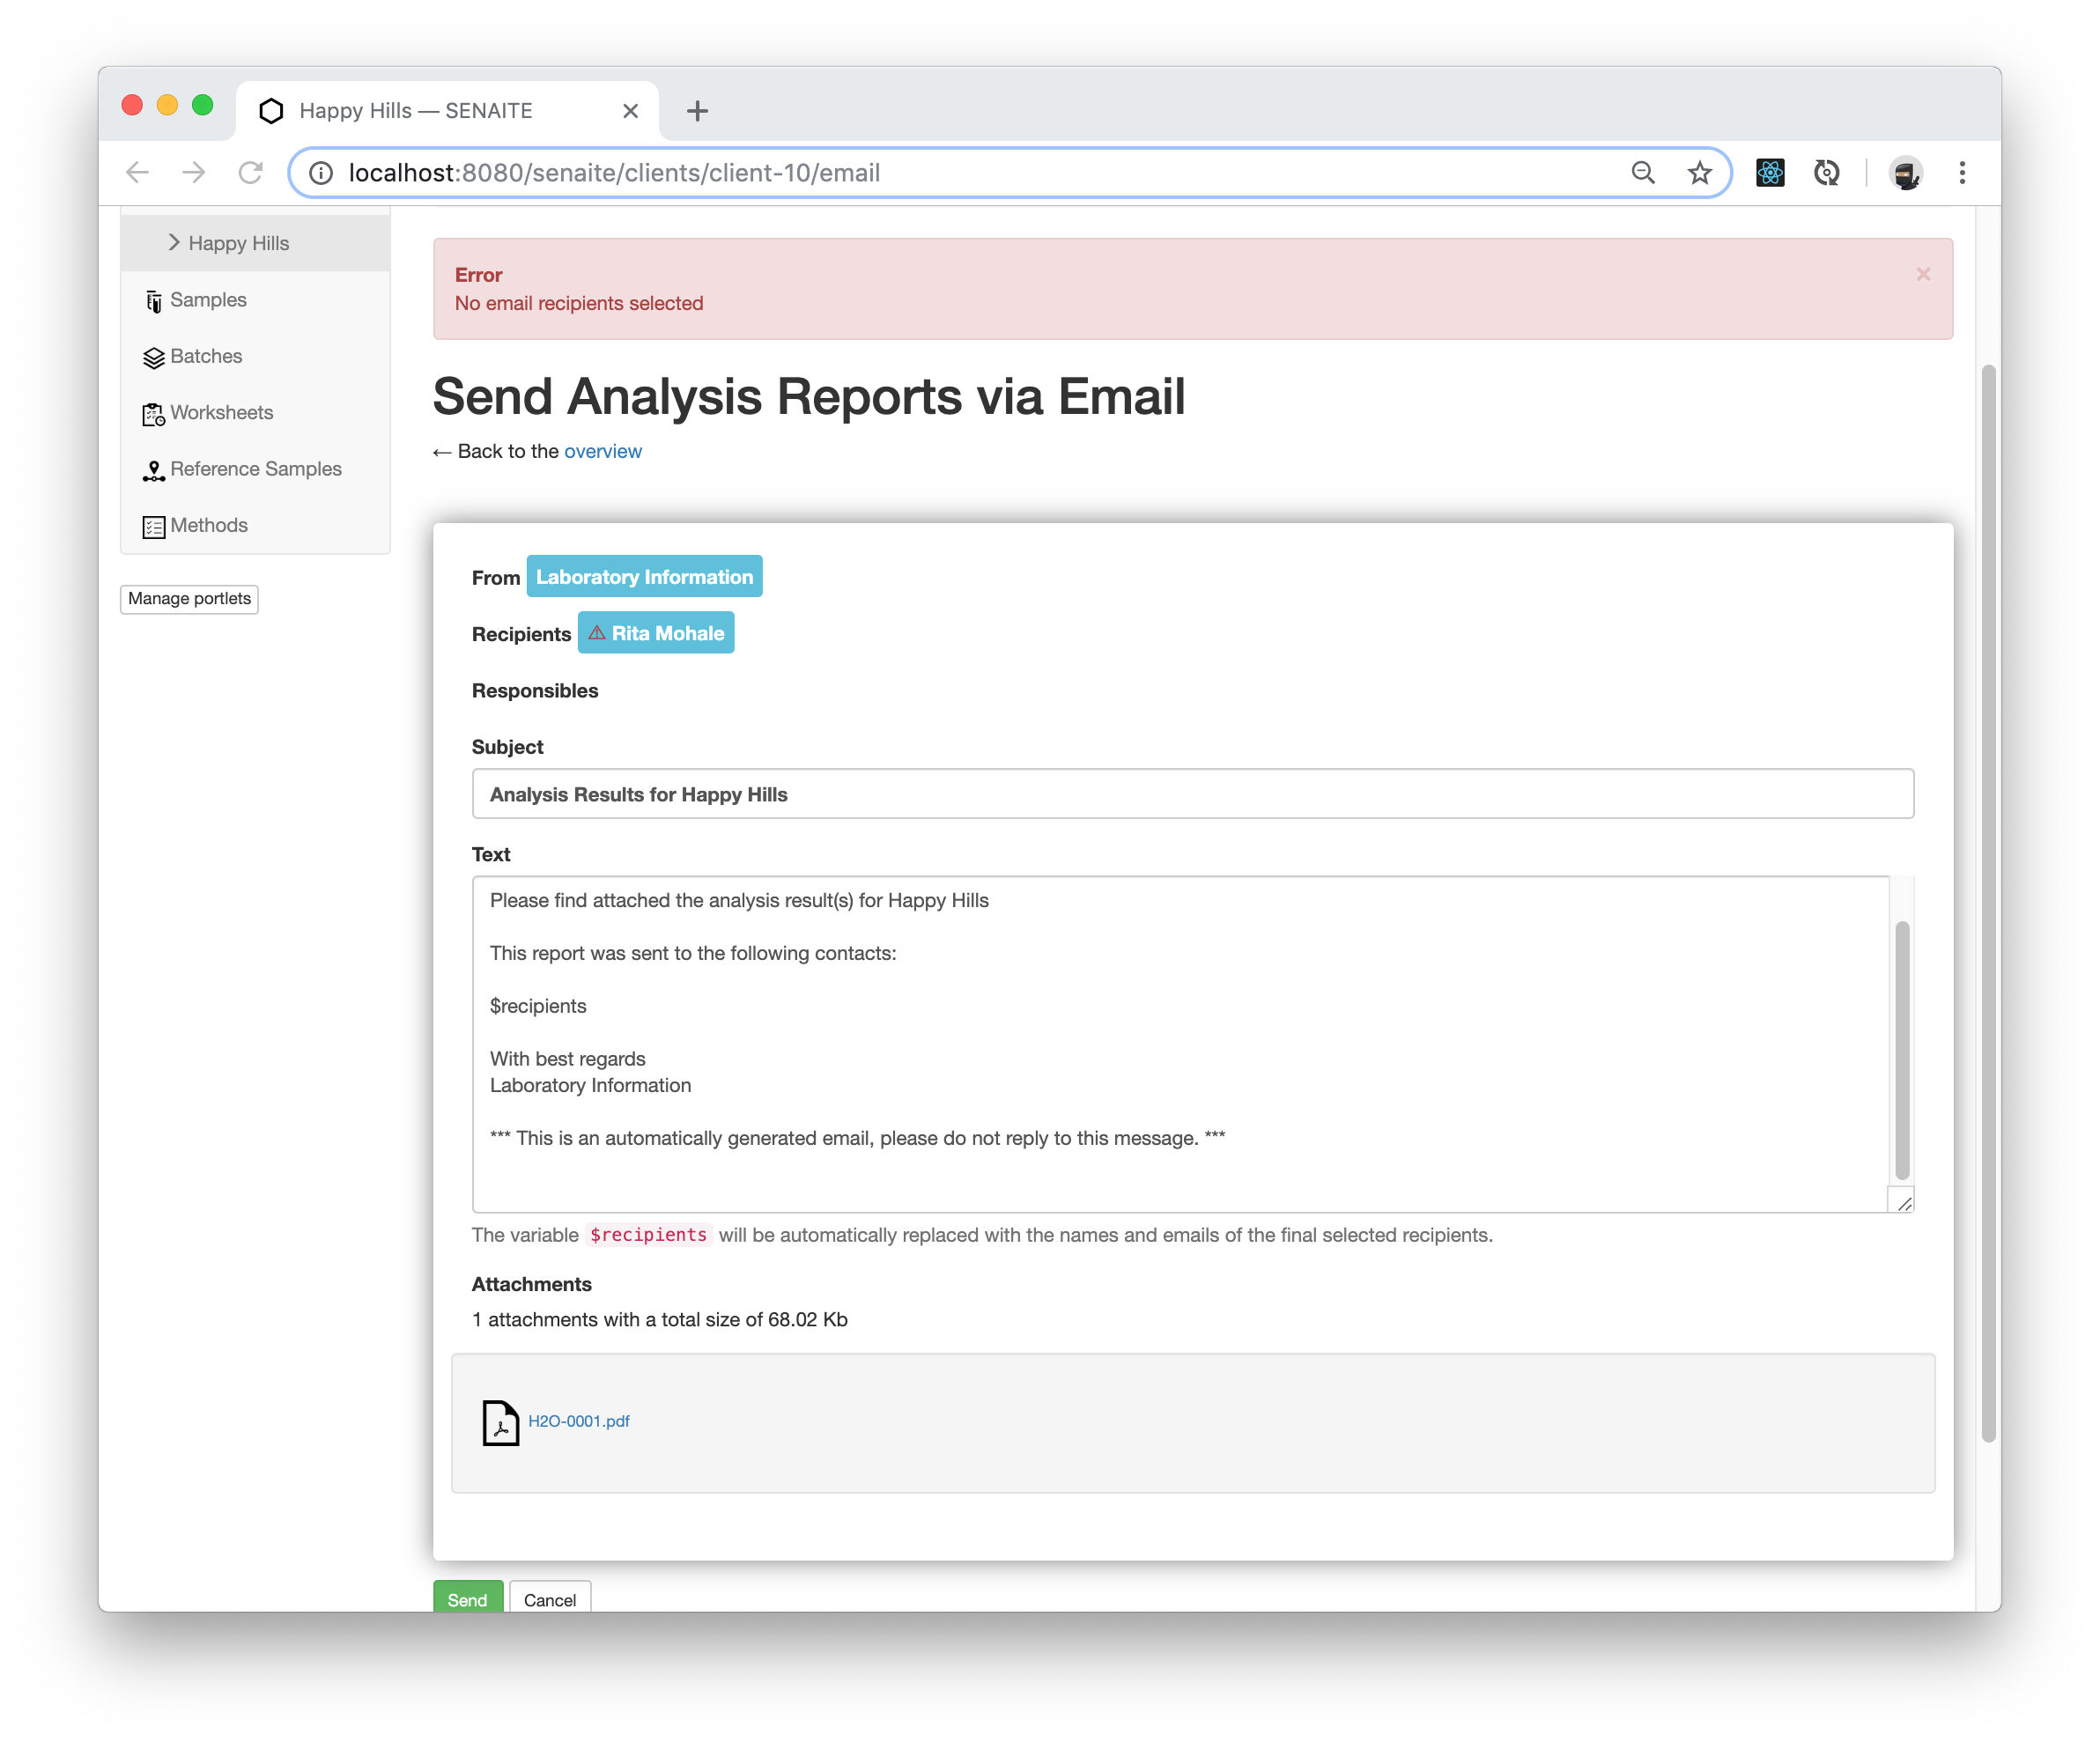 Happy Hills — SENAITE
localhost:8080/senaite/clients/client-10/email
Happy Hills
Samples
Batches
Worksheets
Reference Samples
Methods
Manage portlets
Error
No email recipients selected
Send Analysis Reports via Email
← Back to the overview
From Laboratory Information
Recipients Rita Mohale
Responsibles
Subject
Analysis Results for Happy Hills
Text
Please find attached the analysis result(s) for Happy Hills
This report was sent to the following contacts:
$recipients
With best regards
Laboratory Information
*** This is an automatically generated email, please do not reply to this message. ***
The variable $recipients will be automatically replaced with the names and emails of the final selected recipients.
Attachments
1 attachments with a total size of 68.02 Kb
H2O-0001.pdf
Send Cancel